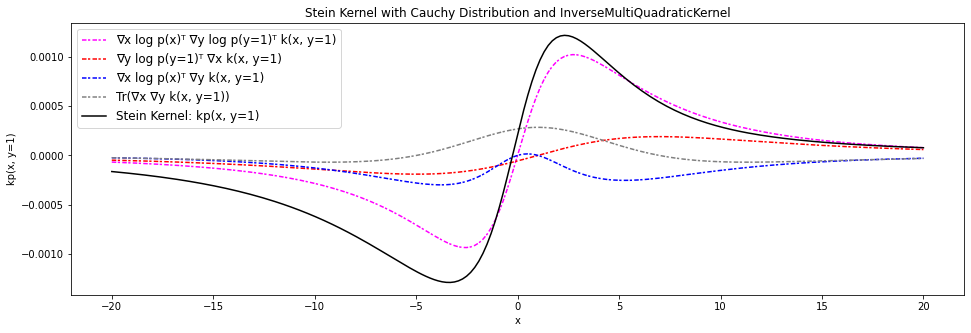 Stein Kernel with Cauchy Distribution and InverseMultiQuadraticKernel
∇x log p(x)ᵀ ∇y log p(y=1)ᵀ k(x, y=1)
∇y log p(y=1)ᵀ ∇x k(x, y=1)
∇x log p(x)ᵀ ∇y k(x, y=1)
Tr(∇x ∇y k(x, y=1))
Stein Kernel: kp(x, y=1)
kp(x, y=1)
0.0010
0.0005
0.0000
−0.0005
−0.0010
−20 −15 −10 −5 0 5 10 15 20
x